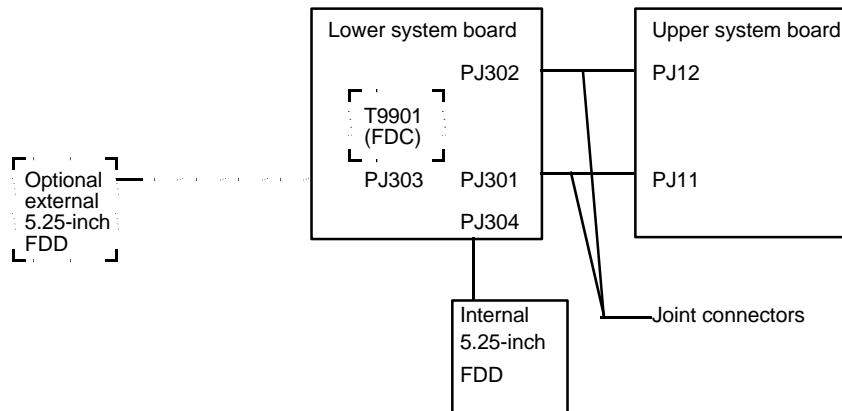 Lower system board
Upper system board
PJ302
PJ12
T9901
(FDC)
PJ303
PJ301
PJ11
Optional
external
5.25-inch
FDD
PJ304
Internal
5.25-inch
FDD
Joint connectors